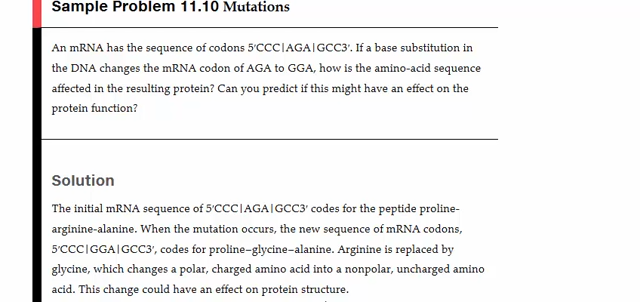 Sample Problem 11.10 Mutations
An mRNA has the sequence of codons 5′CCC|AGA|GCC3′. If a base substitution in
the DNA changes the mRNA codon of AGA to GGA, how is the amino-acid sequence
affected in the resulting protein? Can you predict if this might have an effect on the
protein function?
Solution
The initial mRNA sequence of 5′CCC|AGA|GCC3′ codes for the peptide proline-
arginine-alanine. When the mutation occurs, the new sequence of mRNA codons,
5′CCC|GGA|GCC3′, codes for proline–glycine–alanine. Arginine is replaced by
glycine, which changes a polar, charged amino acid into a nonpolar, uncharged amino
acid. This change could have an effect on protein structure.